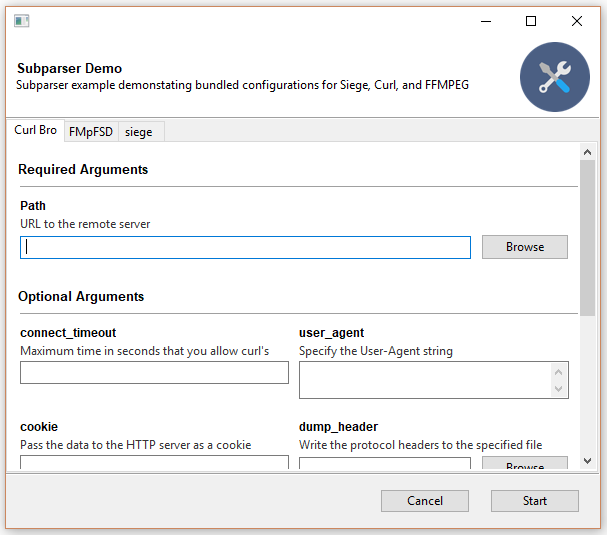 Subparser Demo
Subparser example demonstating bundled configurations for Siege, Curl, and FFMPEG
Curl Bro FMpFSD siege
Required Arguments
Path
URL to the remote server
Browse
Optional Arguments
connect_timeout user_agent
Maximum time in seconds that you allow curl's Specify the User-Agent string
cookie dump_header
Pass the data to the HTTP server as a cookie Write the protocol headers to the specified file
Browse
Cancel Start